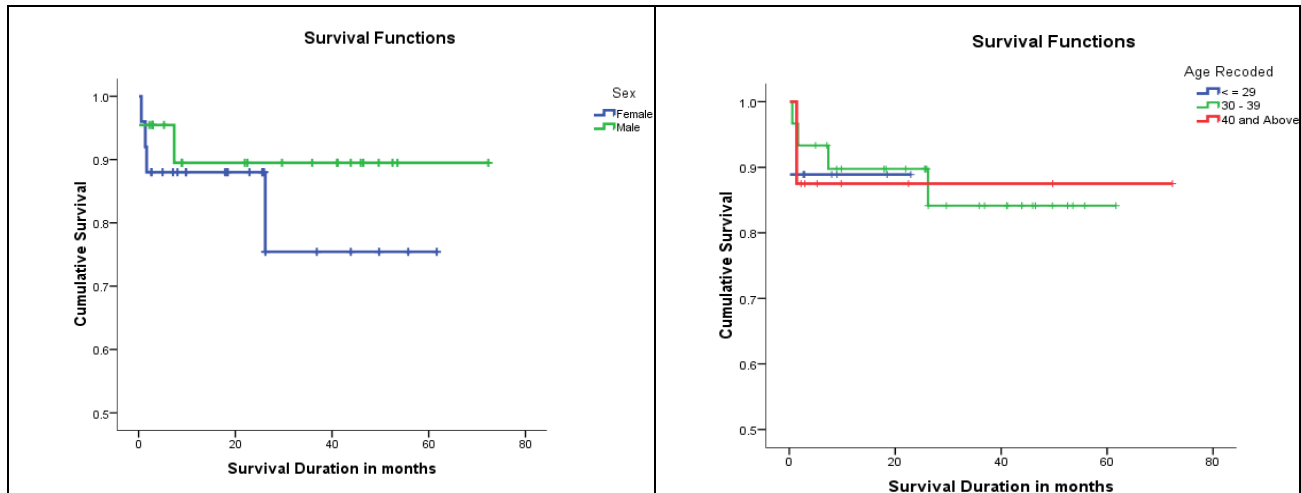 Survival Functions
Sex
Female
Male
Cumulative Survival
1.0
0.9
0.8
0.7
0.6
0.5
0 20 40 60 80
Survival Duration in months
Survival Functions
Age Recoded
< = 29
30 - 39
40 and Above
Cumulative Survival
1.0
0.9
0.8
0.7
0.6
0.5
0 20 40 60 80
Survival Duration in months